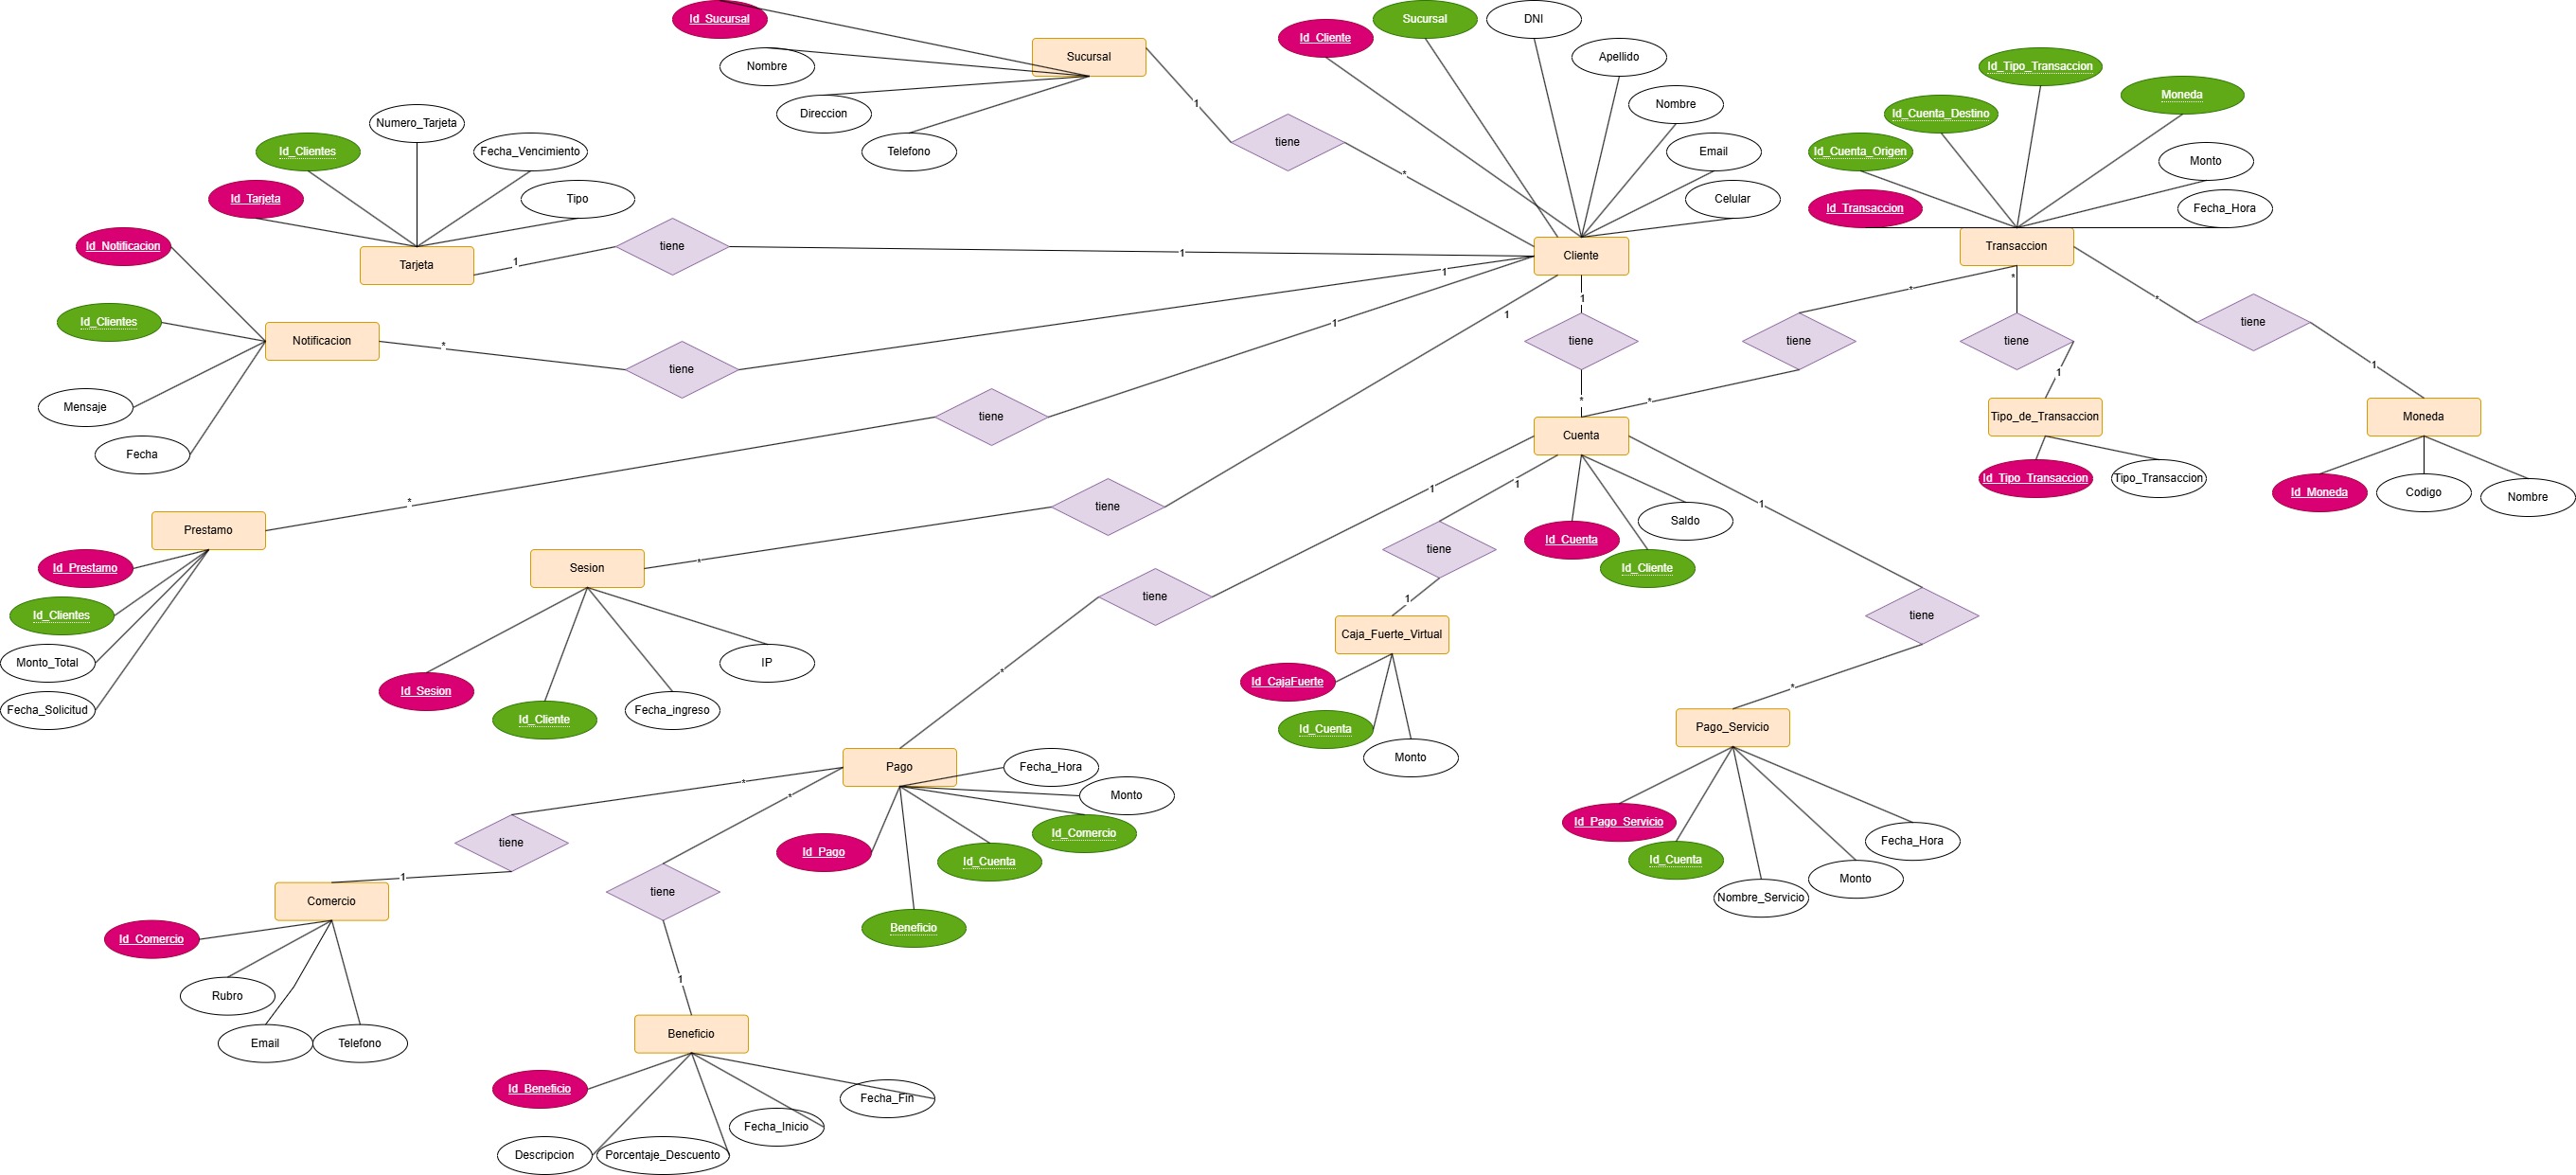 Id_Sucursal
Nombre
Direccion
Telefono
Sucursal
1
tiene
*
Id_Cliente
Sucursal
DNI
Apellido
Nombre
Email
Celular
Cliente
Id_Tipo_Transaccion
Moneda
Id_Cuenta_Destino
Id_Cuenta_Origen
Monto
Id_Transaccion
Fecha_Hora
Transaccion
Numero_Tarjeta
Id_Clientes
Fecha_Vencimiento
Id_Tarjeta
Tipo
Tarjeta
1
tiene
1
Id_Notificacion
Id_Clientes
Mensaje
Fecha
Notificacion
*
tiene
1
1
tiene
*
Prestamo
Id_Prestamo
Id_Clientes
Monto_Total
Fecha_Solicitud
1
tiene
*
Sesion
Id_Sesion
Id_Cliente
Fecha_ingreso
IP
1
tiene
*
Cuenta
Id_Cuenta
Id_Cliente
Saldo
*
tiene
*
*
tiene
1
Tipo_de_Transaccion
Id_Tipo_Transaccion
Tipo_Transaccion
*
tiene
1
Moneda
Id_Moneda
Codigo
Nombre
1
tiene
*
1
tiene
1
Caja_Fuerte_Virtual
Id_CajaFuerte
Id_Cuenta
Monto
1
tiene
*
Pago_Servicio
Id_Pago_Servicio
Id_Cuenta
Nombre_Servicio
Monto
Fecha_Hora
Pago
Fecha_Hora
Monto
Id_Comercio
Id_Cuenta
Id_Pago
Beneficio
*
tiene
1
Comercio
Id_Comercio
Rubro
Email
Telefono
*
tiene
1
Beneficio
Id_Beneficio
Descripcion
Porcentaje_Descuento
Fecha_Inicio
Fecha_Fin